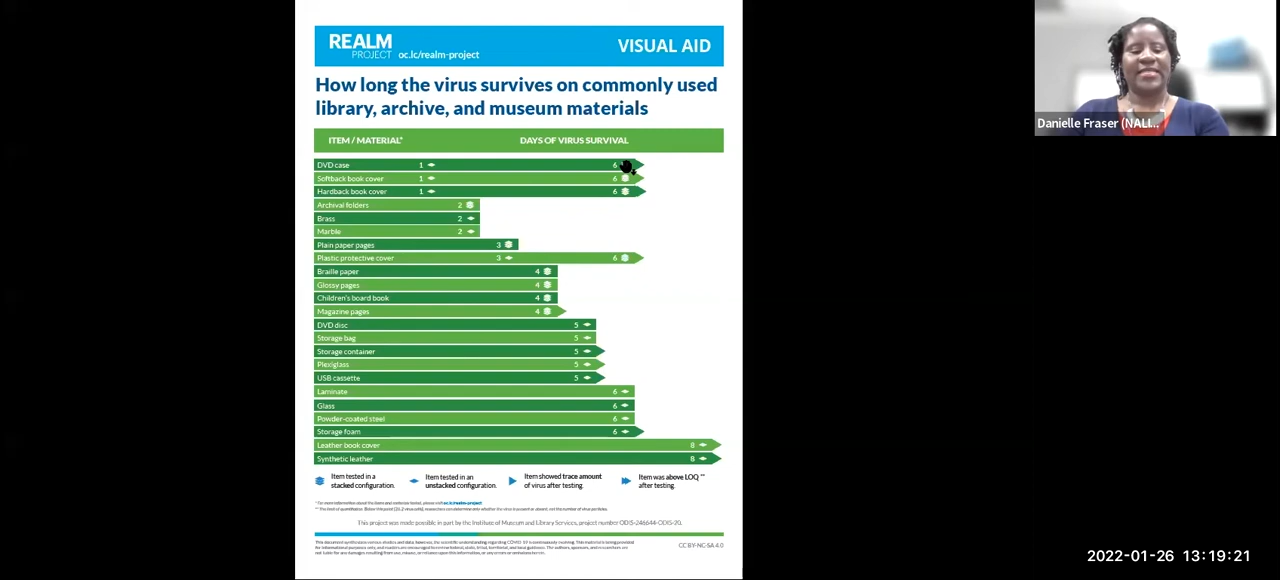 REALM
PROJECT oc.lc/realm-project
VISUAL AID
How long the virus survives on commonly used
library, archive, and museum materials
ITEM / MATERIAL* DAYS OF VIRUS SURVIVAL
DVD case 1 6
Softback book cover 1 6
Hardback book cover 1 6
Archival folders 2
Brass 2
Marble 2
Plain paper pages 3
Plastic protective cover 3 6
Braille paper 4
Glossy pages 4
Children's board book 4
Magazine pages 4
DVD disc 5
Storage bag 5
Storage container 5
Plexiglass 5
USB cassette 5
Laminate 6
Glass 6
Powder-coated steel 6
Storage foam 6
Leather book cover 8
Synthetic leather 8
Item tested in a
stacked configuration.
Item tested in an
unstacked configuration.
Item showed trace amount
of virus after testing.
Item was above LOQ **
after testing.
This project was made possible in part by the Institute of Museum and Library Services, project number ODIS-246644-ODIS-20.
CC BY-NC-SA 4.0
Danielle Fraser (NALI...
2022-01-26 13:19:21